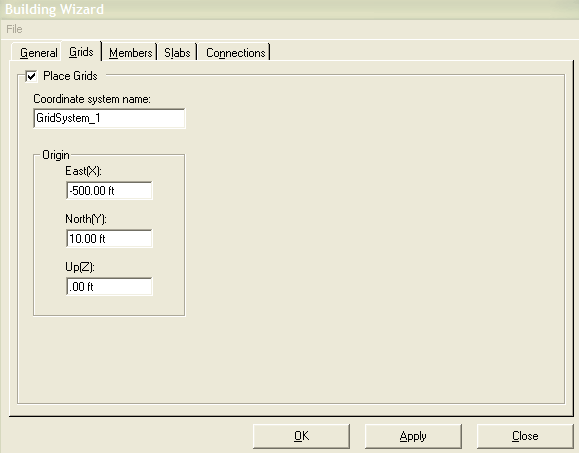 Building Wizard
File
General Grids Members Slabs Connections
Place Grids
Coordinate system name:
GridSystem_1
Origin
East(X):
-500.00 ft
North(Y):
10.00 ft
Up(Z):
.00 ft
OK Apply Close